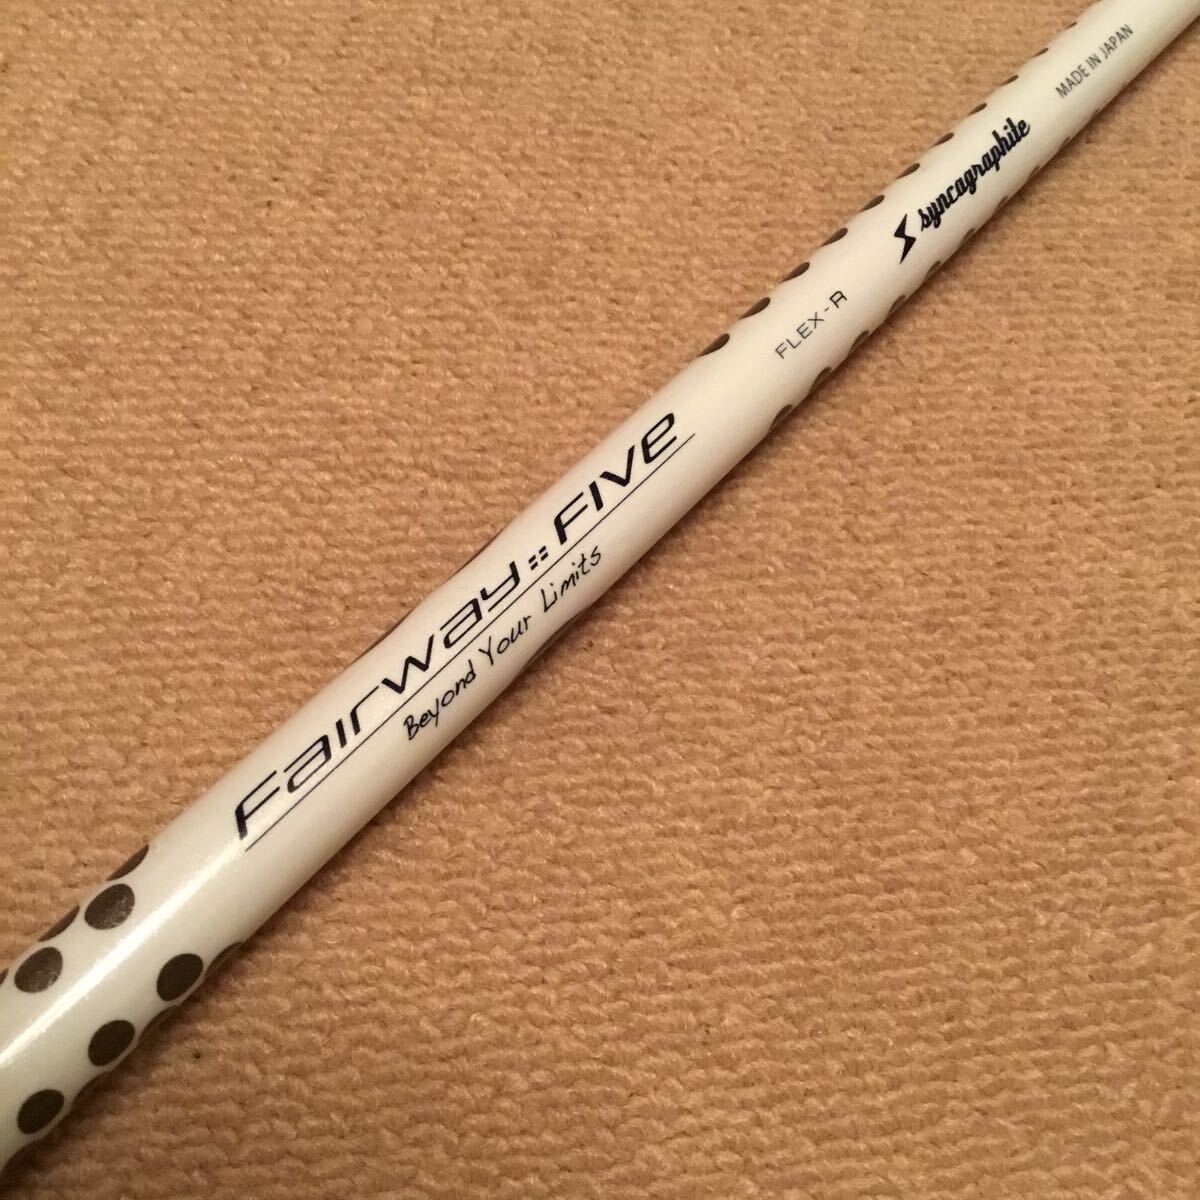 Fairway::FIVE
Beyond Your Limits
FLEX-R
syncagraphite
MADE IN JAPAN